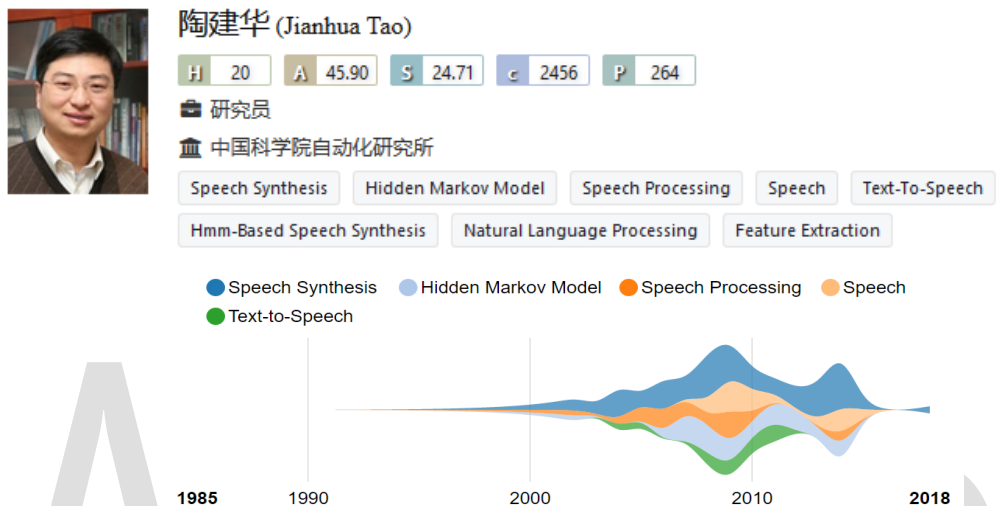 陶建华 (Jianhua Tao)
H 20 A 45.90 S 24.71 c 2456 P 264
研究员
中国科学院自动化研究所
Speech Synthesis Hidden Markov Model Speech Processing Speech Text-To-Speech
Hmm-Based Speech Synthesis Natural Language Processing Feature Extraction
Speech Synthesis Hidden Markov Model Speech Processing Speech
Text-to-Speech
1985 1990 2000 2010 2018